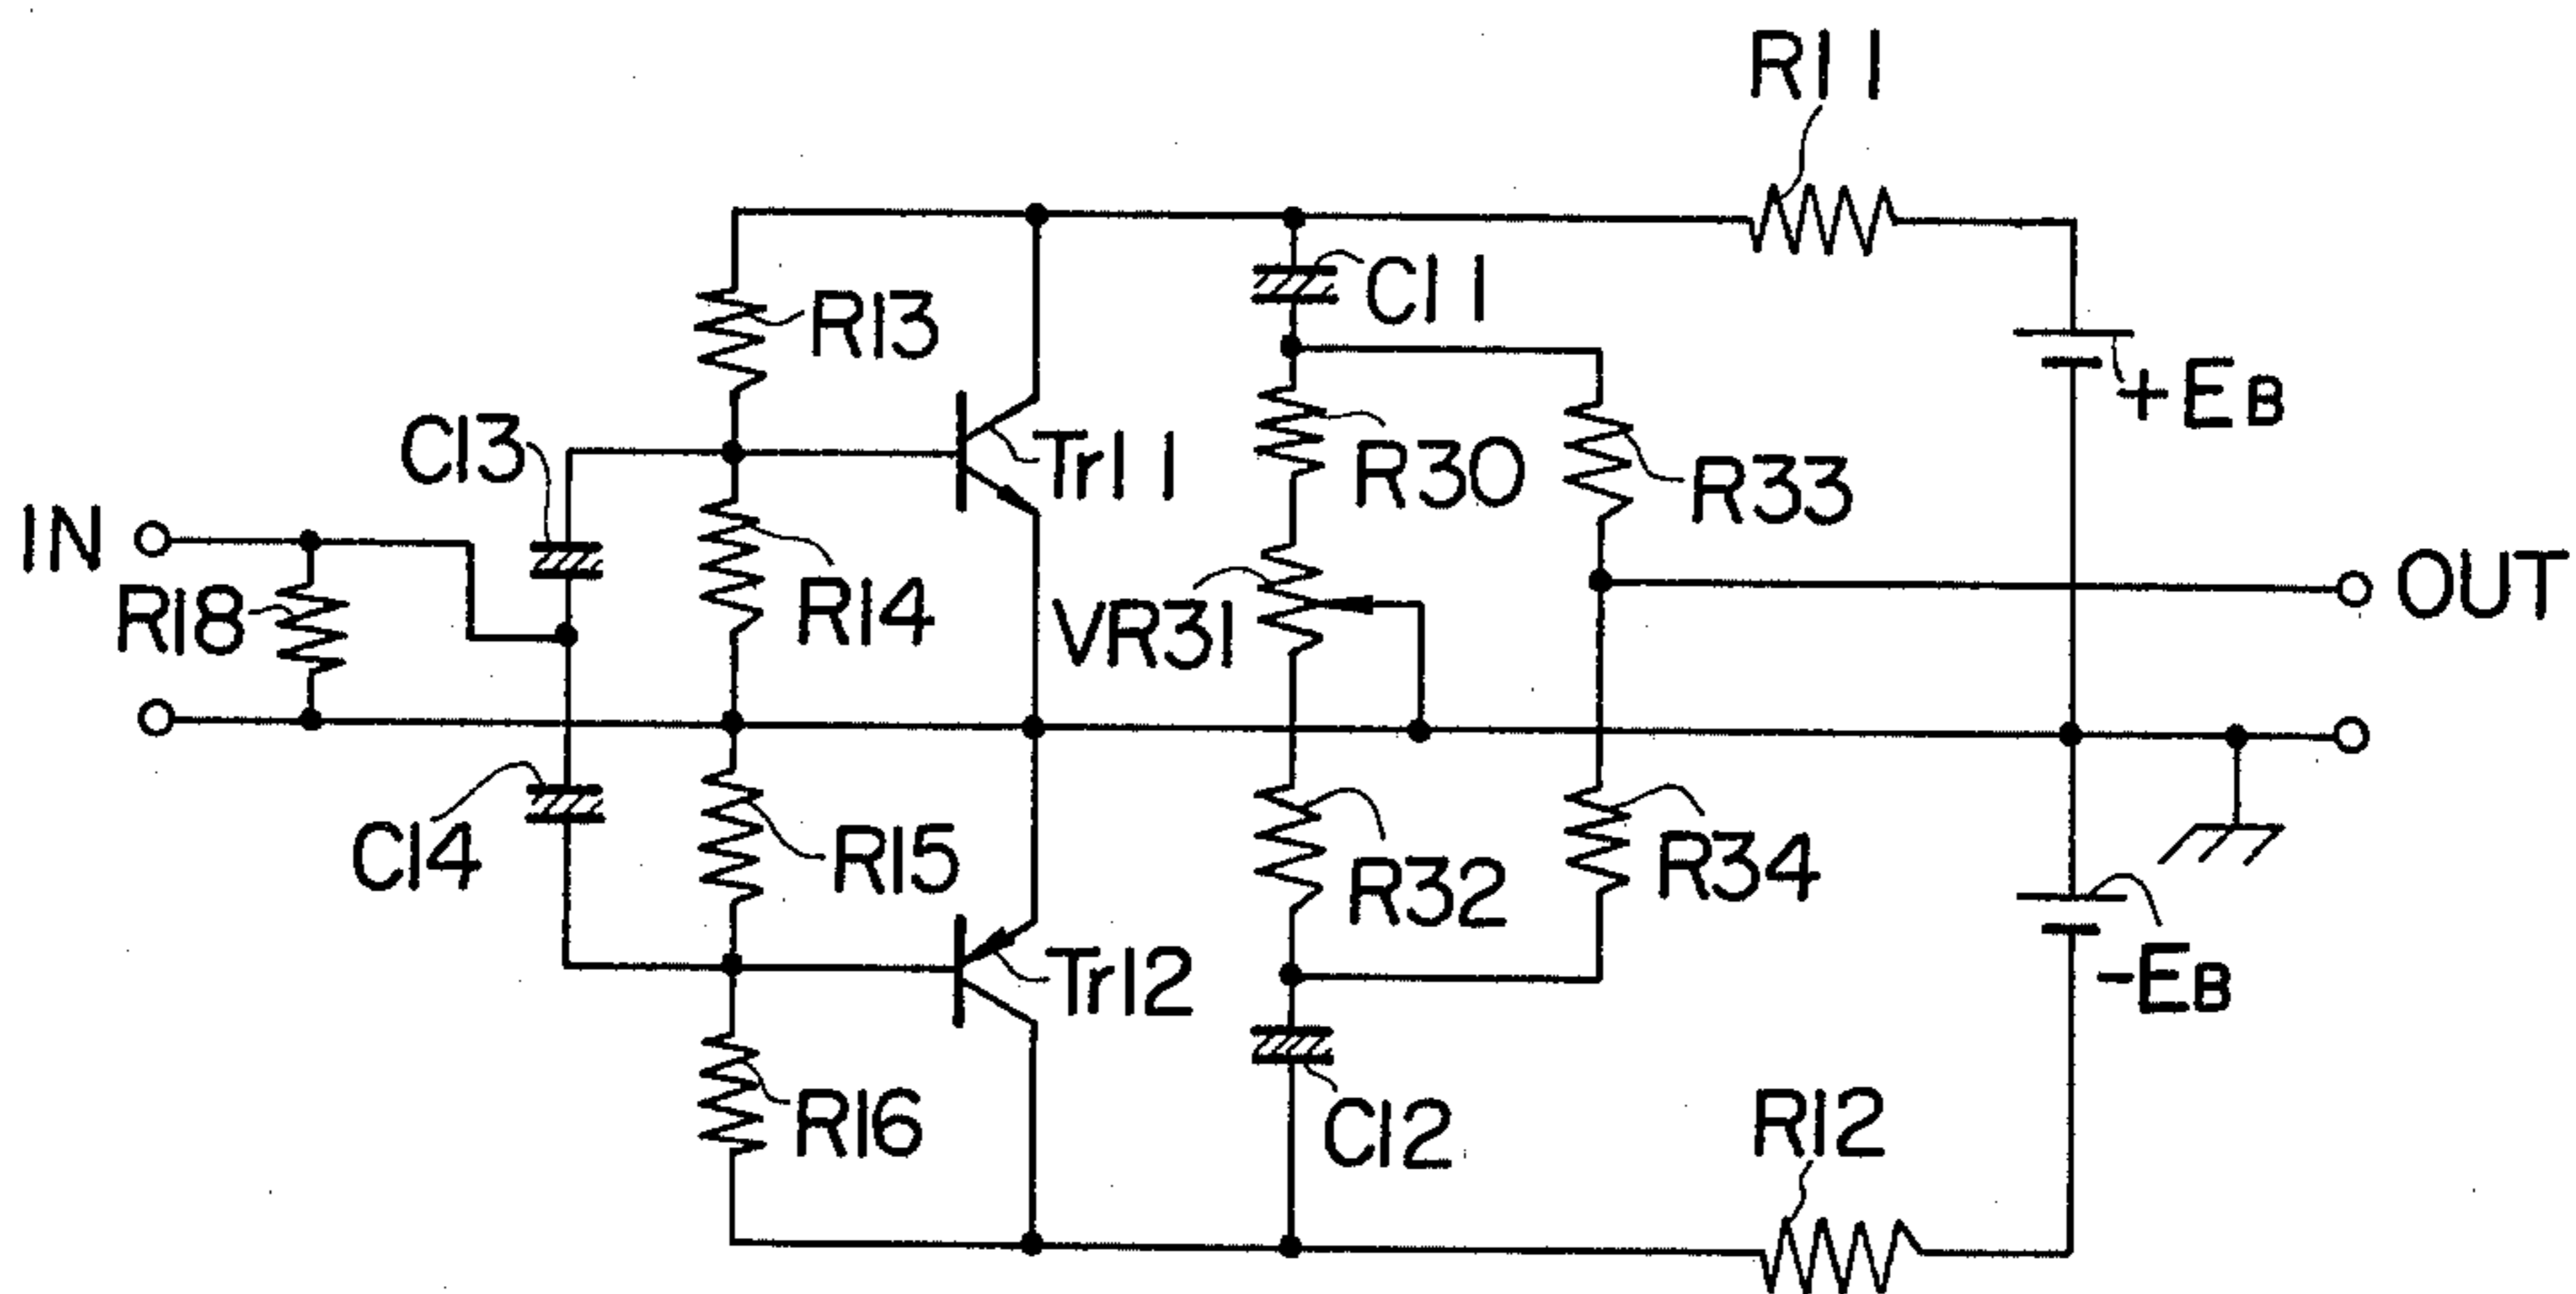 R11
R13
C11
+EB
C13
Tr11
R30
R33
IN
R18
R14
VR31
OUT
C14
R15
R32
R34
Tr12
-EB
R16
C12
R12